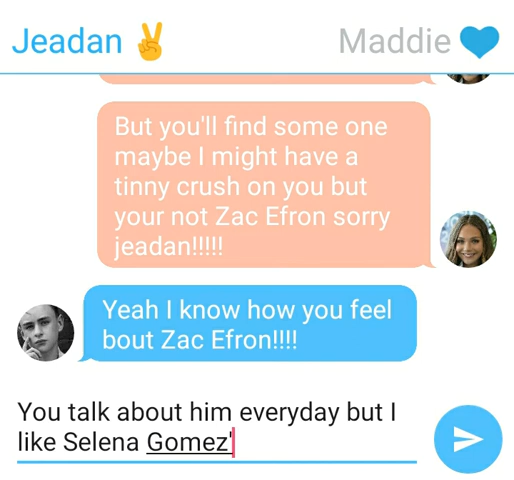 Jeadan ✌
Maddie 💙
But you'll find some one
maybe I might have a
tinny crush on you but
your not Zac Efron sorry
jeadan!!!!!
Yeah I know how you feel
bout Zac Efron!!!!
You talk about him everyday but I
like Selena Gomez'